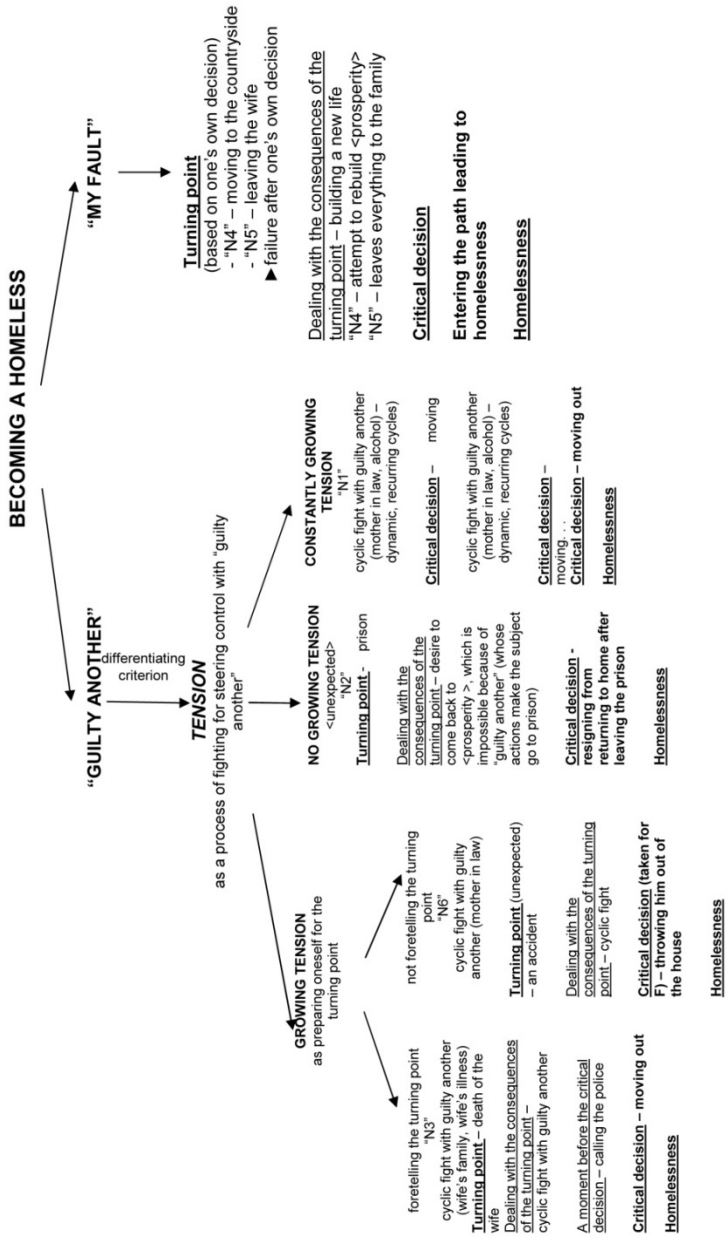 BECOMING A HOMELESS
"GUILTY ANOTHER"
differentiating
criterion
TENSION
as a process of fighting for steering control with "guilty
another"
GROWING TENSION
as preparing oneself for the
turning point
foretelling the turning point
"N3"
cyclic fight with guilty another
(wife's family, wife's illness)
Turning point – death of the
wife
Dealing with the consequences
of the turning point –
cyclic fight with guilty another
A moment before the critical
decision – calling the police
Critical decision – moving out
Homelessness
not foretelling the turning
point
"N6"
cyclic fight with guilty
another (mother in law)
Turning point (unexpected)
– an accident
Dealing with the
consequences of the turning
point – cyclic fight
Critical decision (taken for
F) – throwing him out of
the house
Homelessness
NO GROWING TENSION
<unexpected>
"N2"
Turning point - prison
Dealing with the
consequences of the
turning point – desire to
come back to
<prosperity >, which is
impossible because of
"guilty another" (whose
actions make the subject
go to prison)
Critical decision -
resigning from
returning to home after
leaving the prison
Homelessness
CONSTANTLY GROWING
TENSION
"N1"
cyclic fight with guilty another
(mother in law, alcohol) –
dynamic, recurring cycles)
Critical decision – moving
cyclic fight with guilty another
(mother in law, alcohol) –
dynamic, recurring cycles)
Critical decision –
moving. . .
Critical decision – moving out
Homelessness
"MY FAULT"
Turning point
(based on one's own decision)
- "N4" – moving to the countryside
- "N5" – leaving the wife
►failure after one's own decision
Dealing with the consequences of the
turning point – building a new life
"N4" – attempt to rebuild <prosperity>
"N5" – leaves everything to the family
Critical decision
Entering the path leading to
homelessness
Homelessness